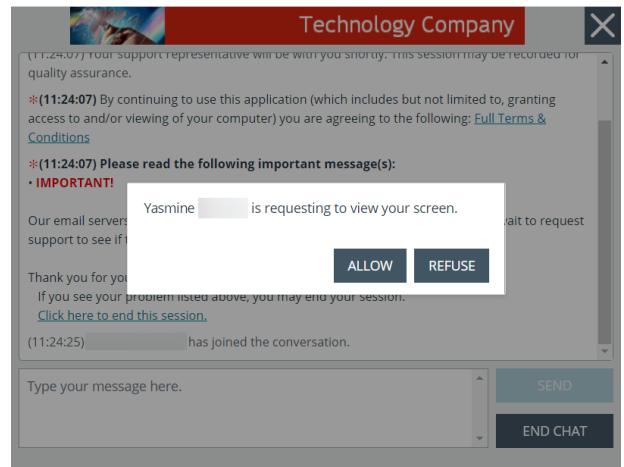 Technology Company
(11:24:07) Your support representative will be with you shortly. This session may be recorded for
quality assurance.
✻(11:24:07) By continuing to use this application (which includes but not limited to, granting
access to and/or viewing of your computer) you are agreeing to the following: Full Terms &
Conditions
✻(11:24:07) Please read the following important message(s):
• IMPORTANT!
Yasmine is requesting to view your screen.
Our email servers wait to request
support to see if
ALLOW REFUSE
Thank you for
If you see your problem listed above, you may end your session.
Click here to end this session.
(11:24:25) has joined the conversation.
Type your message here.
SEND
END CHAT